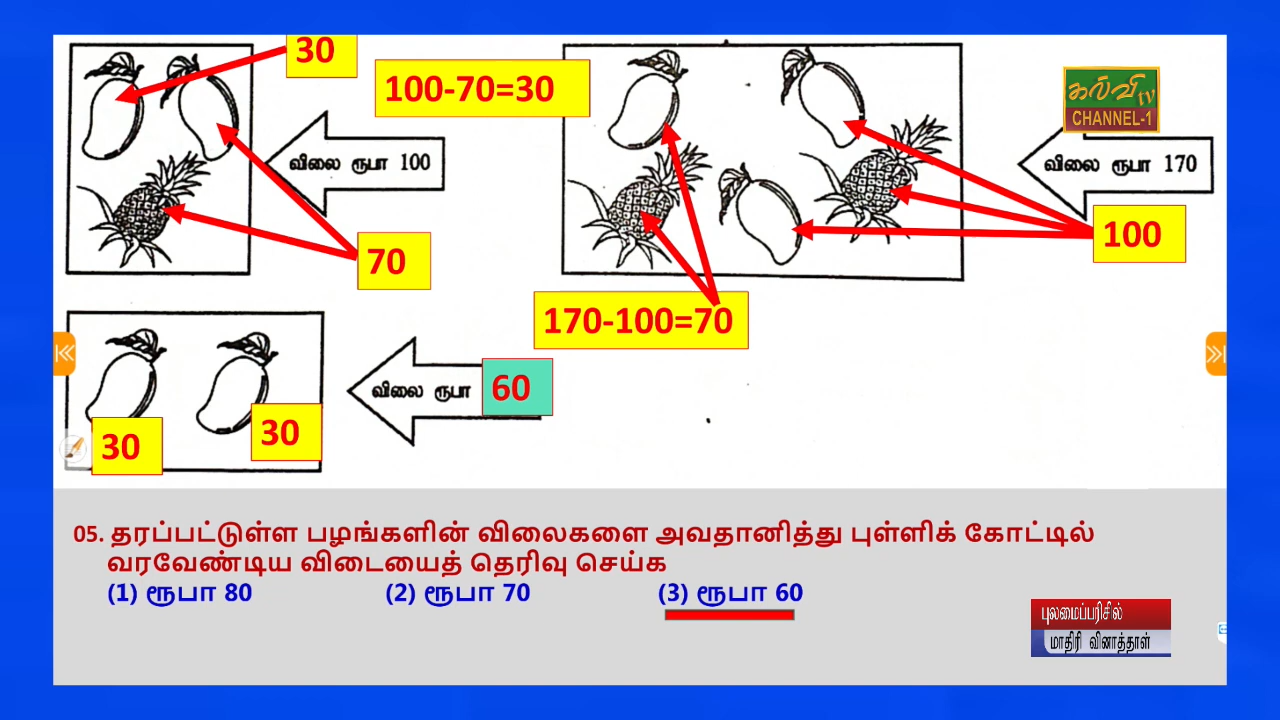 30
100-70=30
கல்வி tv
CHANNEL-1
விலை ரூபா 100
விலை ரூபா 170
70
100
170-100=70
விலை ரூபா 60
30
30
05. தரப்பட்டுள்ள பழங்களின் விலைகளை அவதானித்து புள்ளிக் கோட்டில்
வரவேண்டிய விடையைத் தெரிவு செய்க
(1) ரூபா 80 (2) ரூபா 70 (3) ரூபா 60
புலமைப்பரிசில்
மாதிரி வினாத்தாள்